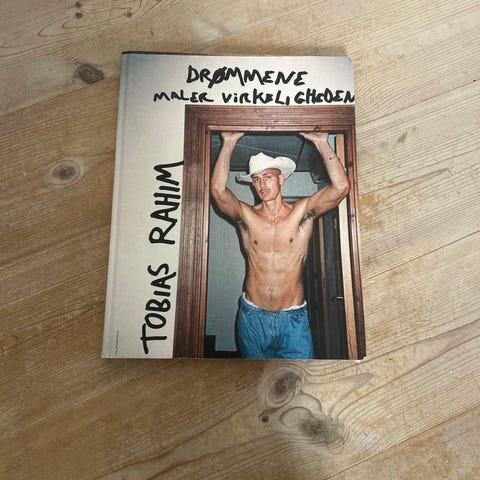 DRØMMENE
MALER VIRKELIGHEDEN
TOBIAS RAHIM